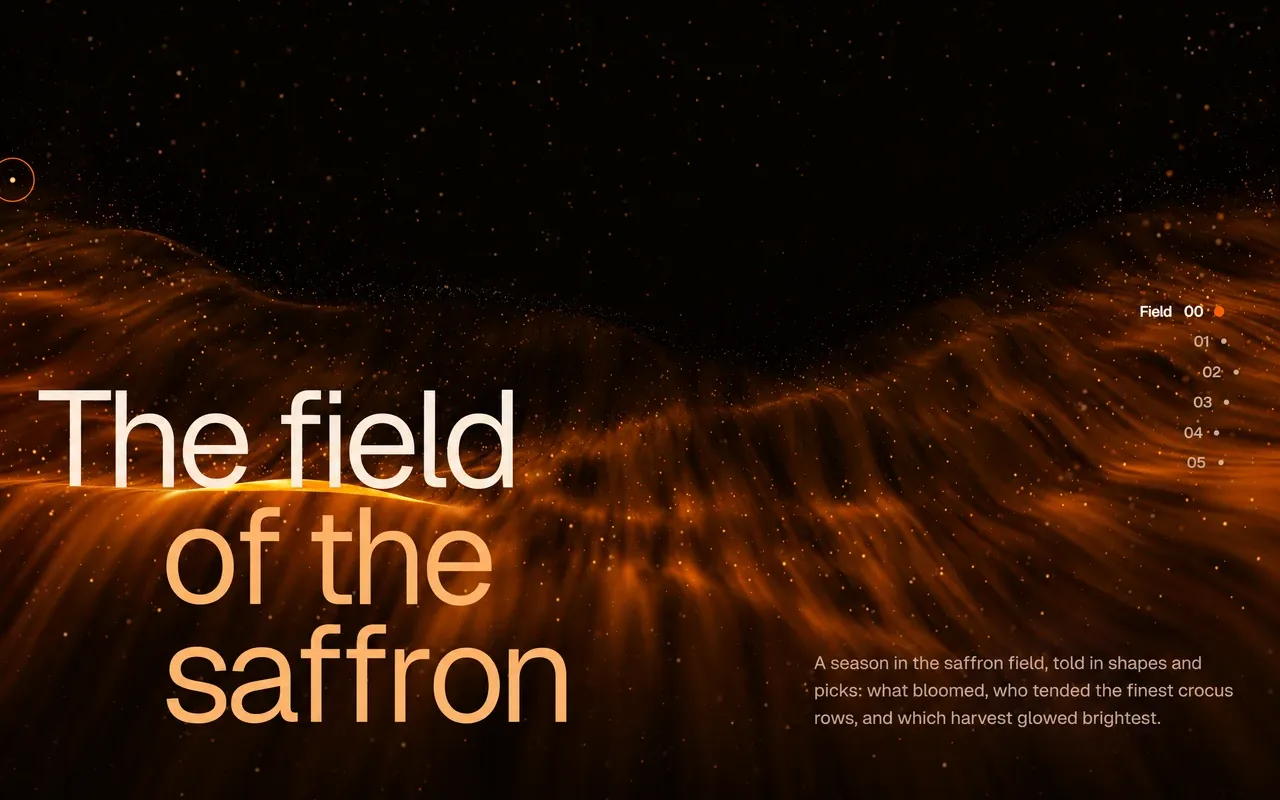 The field
of the
saffron
Field 00
01
02
03
04
05
A season in the saffron field, told in shapes and
picks: what bloomed, who tended the finest crocus
rows, and which harvest glowed brightest.